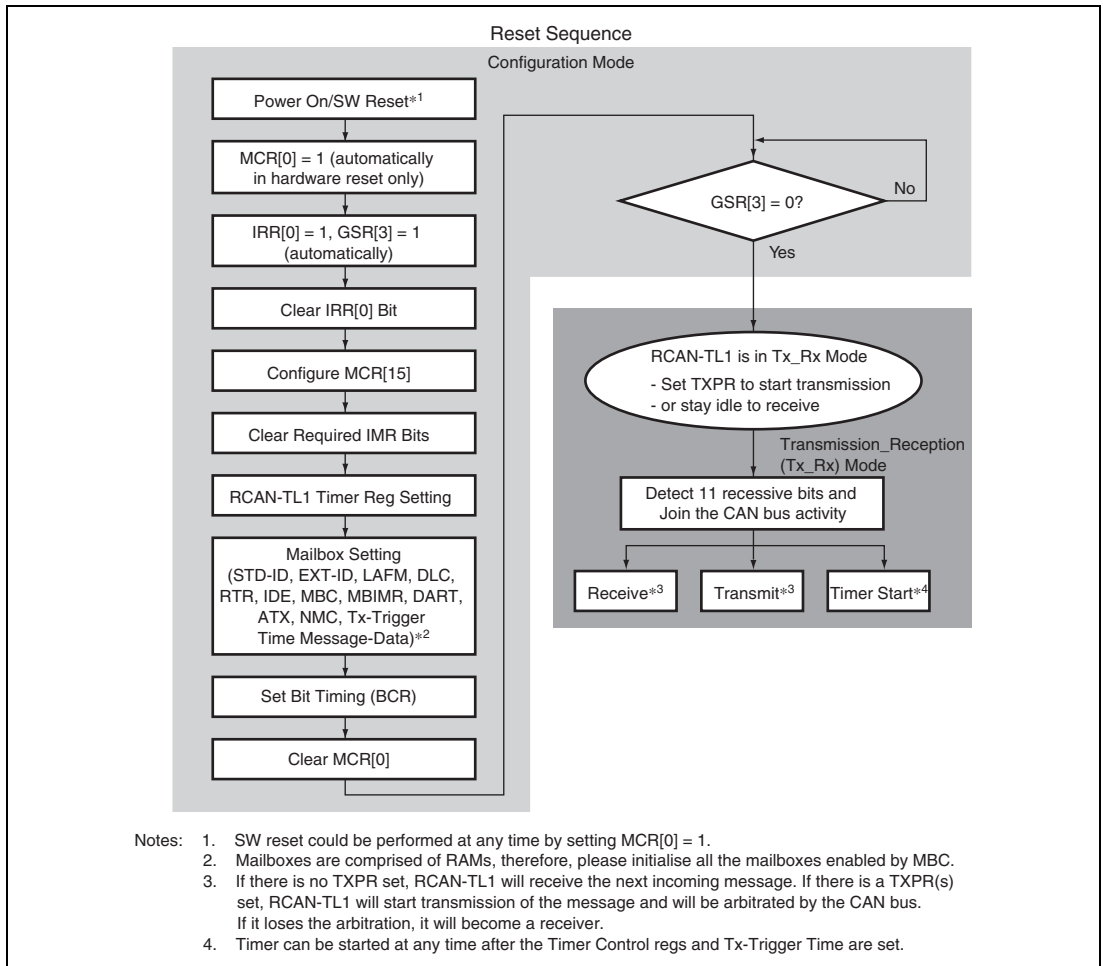 Reset Sequence
Configuration Mode
Power On/SW Reset*1
MCR[0] = 1 (automatically
in hardware reset only)
IRR[0] = 1, GSR[3] = 1
(automatically)
Clear IRR[0] Bit
Configure MCR[15]
Clear Required IMR Bits
RCAN-TL1 Timer Reg Setting
Mailbox Setting
(STD-ID, EXT-ID, LAFM, DLC,
RTR, IDE, MBC, MBIMR, DART,
ATX, NMC, Tx-Trigger
Time Message-Data)*2
Set Bit Timing (BCR)
Clear MCR[0]
GSR[3] = 0?
No
Yes
RCAN-TL1 is in Tx_Rx Mode
- Set TXPR to start transmission
- or stay idle to receive
Transmission_Reception
(Tx_Rx) Mode
Detect 11 recessive bits and
Join the CAN bus activity
Receive*3
Transmit*3
Timer Start*4
Notes: 1. SW reset could be performed at any time by setting MCR[0] = 1.
2. Mailboxes are comprised of RAMs, therefore, please initialise all the mailboxes enabled by MBC.
3. If there is no TXPR set, RCAN-TL1 will receive the next incoming message. If there is a TXPR(s)
set, RCAN-TL1 will start transmission of the message and will be arbitrated by the CAN bus.
If it loses the arbitration, it will become a receiver.
4. Timer can be started at any time after the Timer Control regs and Tx-Trigger Time are set.